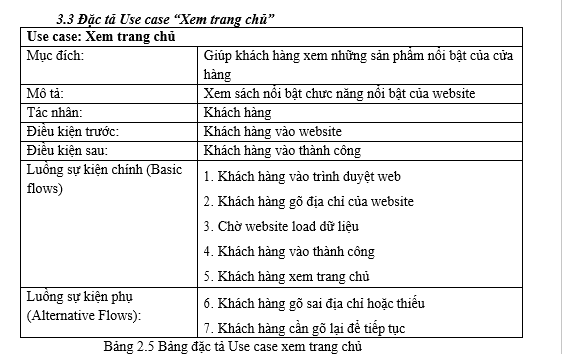 3.3 Đặc tả Use case “Xem trang chủ”
Use case: Xem trang chủ
Mục đích:
Giúp khách hàng xem những sản phẩm nổi bật của cửa
hàng
Mô tả:
Xem sách nổi bật chưc năng nổi bật của website
Tác nhân:
Khách hàng
Điều kiện trước:
Khách hàng vào website
Điều kiện sau:
Khách hàng vào thành công
Luồng sự kiện chính (Basic
flows)
1. Khách hàng vào trình duyệt web
2. Khách hàng gõ địa chỉ của website
3. Chờ website load dữ liệu
4. Khách hàng vào thành công
5. Khách hàng xem trang chủ
Luồng sự kiện phụ
(Alternative Flows):
6. Khách hàng gõ sai địa chỉ hoặc thiếu
7. Khách hàng cần gõ lại để tiếp tục
Bảng 2.5 Bảng đặc tả Use case xem trang chủ